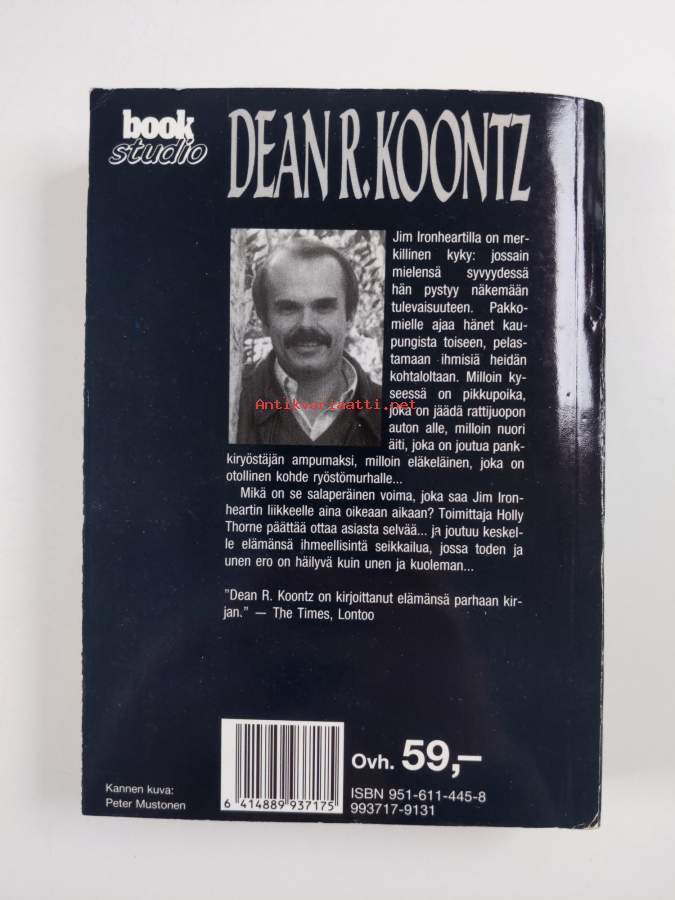 book
studio
DEAN R. KOONTZ
Jim Ironheartilla on mer-
killinen kyky: jossain
mielensä syvyydessä
hän pystyy näkemään
tulevaisuuteen. Pakko-
mielle ajaa hänet kau-
pungista toiseen, pelas-
tamaan ihmisiä heidän
kohtaloltaan. Milloin ky-
seessä on pikkupoika,
Antikvariaatti.net
joka on jäädä rattijuopon
auton alle, milloin nuori
äiti, joka on joutua pank-
kiryöstäjän ampumaksi, milloin eläkeläinen, joka on
otollinen kohde ryöstömurhalle...
Mikä on se salaperäinen voima, joka saa Jim Iron-
heartin liikkeelle aina oikeaan aikaan? Toimittaja Holly
Thorne päättää ottaa asiasta selvää... ja joutuu keskel-
le elämänsä ihmeellisintä seikkailua, jossa toden ja
unen ero on häilyvä kuin unen ja kuoleman...
"Dean R. Koontz on kirjoittanut elämänsä parhaan kir-
jan." — The Times, Lontoo
Ovh. 59,–
ISBN 951-611-445-8
993717-9131
Kannen kuva:
Peter Mustonen
6 414889 937175